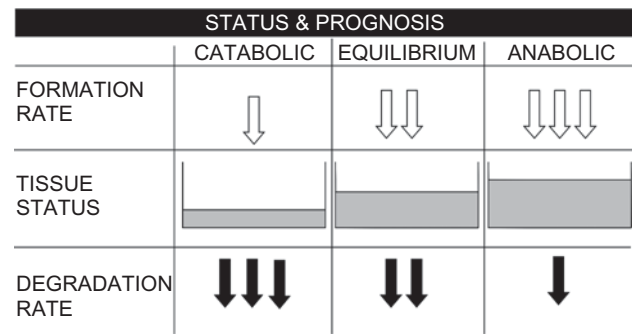 STATUS & PROGNOSIS
CATABOLIC EQUILIBRIUM ANABOLIC
FORMATION
RATE
TISSUE
STATUS
DEGRADATION
RATE